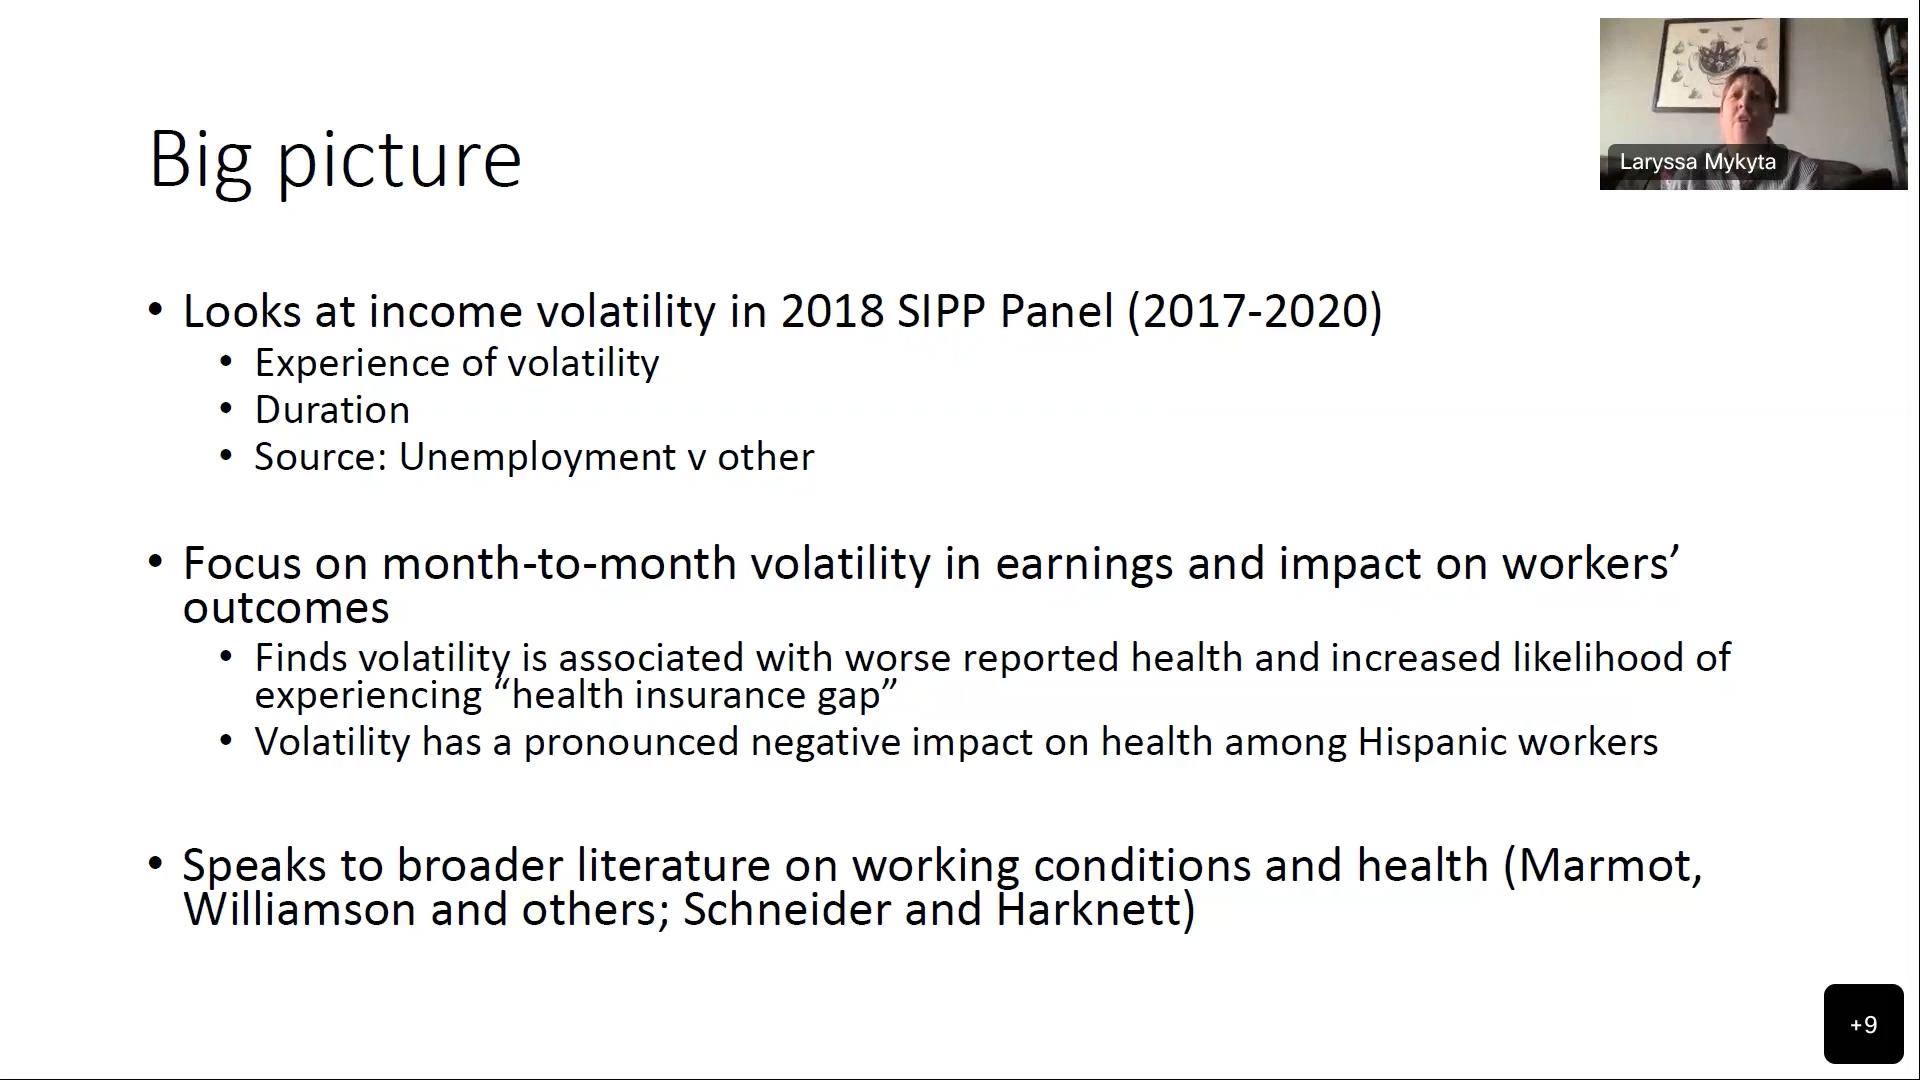 Laryssa Mykyta
Big picture
• Looks at income volatility in 2018 SIPP Panel (2017-2020)
• Experience of volatility
• Duration
• Source: Unemployment v other
• Focus on month-to-month volatility in earnings and impact on workers’
outcomes
• Finds volatility is associated with worse reported health and increased likelihood of
experiencing “health insurance gap”
• Volatility has a pronounced negative impact on health among Hispanic workers
• Speaks to broader literature on working conditions and health (Marmot,
Williamson and others; Schneider and Harknett)
+9